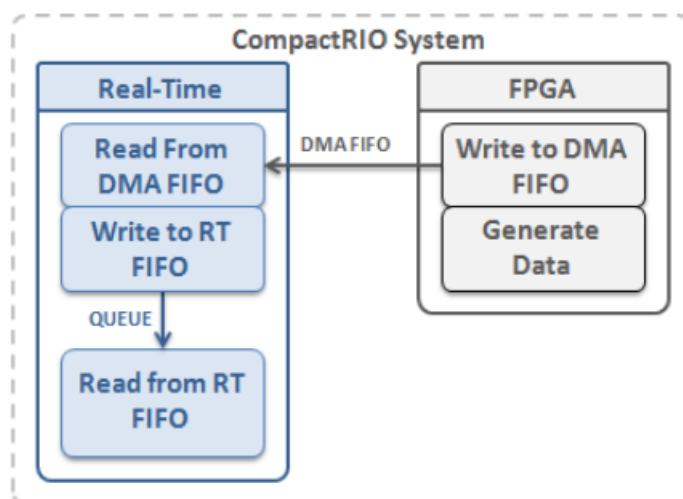 CompactRIO System
Real-Time
FPGA
Read From
DMA FIFO
DMA FIFO
Write to DMA
FIFO
Write to RT
FIFO
Generate
Data
QUEUE
Read from RT
FIFO